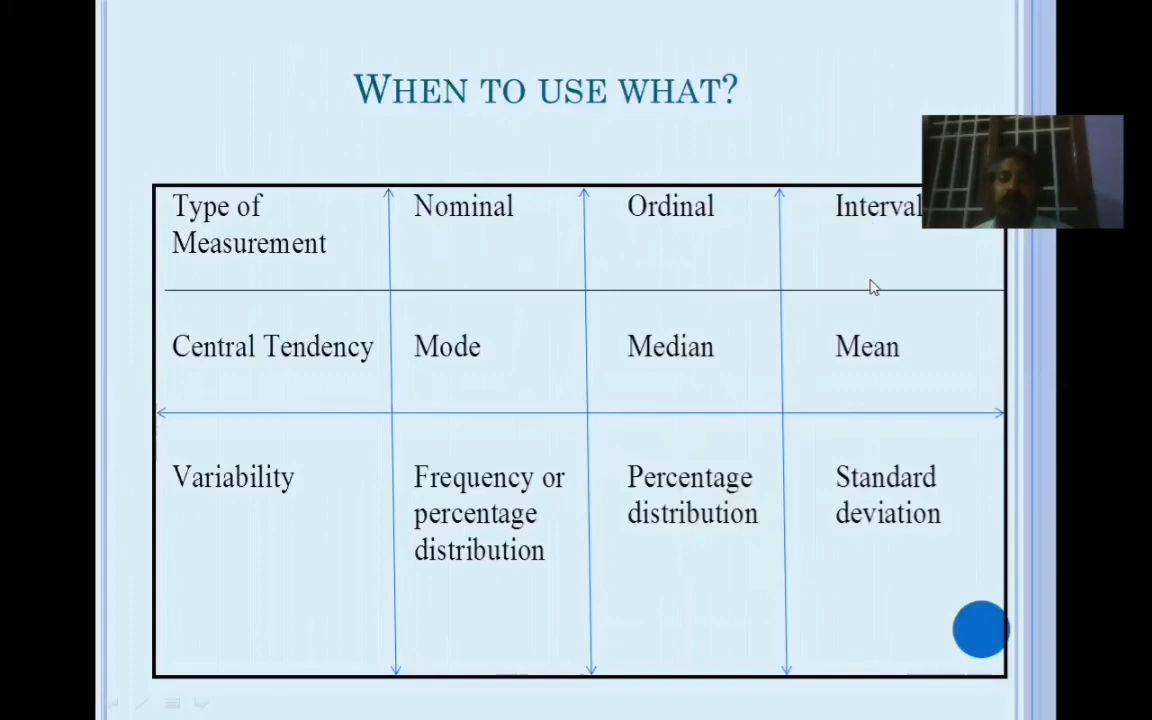 WHEN TO USE WHAT?
Type of Measurement Nominal Ordinal Interval
Central Tendency Mode Median Mean
Variability Frequency or percentage distribution Percentage distribution Standard deviation